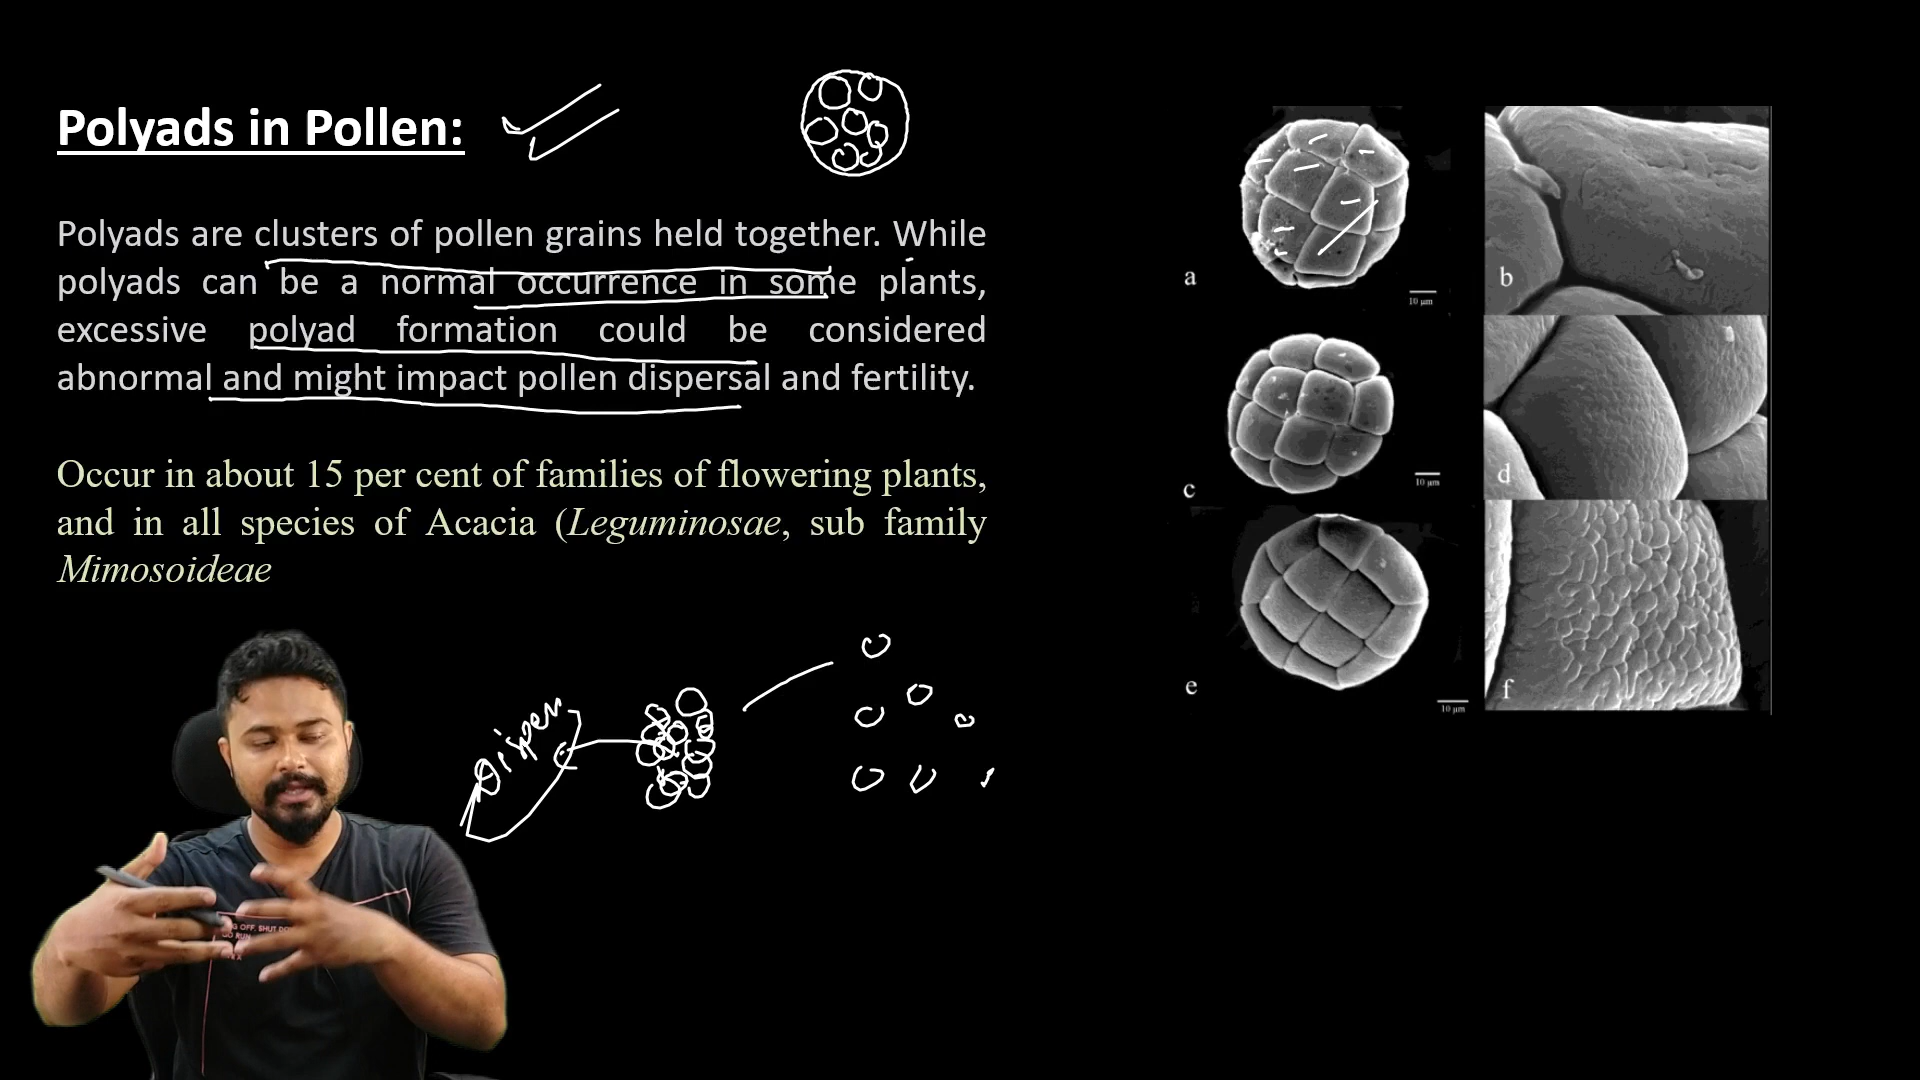 Polyads in Pollen:
Polyads are clusters of pollen grains held together. While
polyads can be a normal occurrence in some plants,
excessive polyad formation could be considered
abnormal and might impact pollen dispersal and fertility.
Occur in about 15 per cent of families of flowering plants,
and in all species of Acacia (Leguminosae, sub family
Mimosoideae
a
10 µm
b
c
10 µm
d
e
10 µm
f
G OFF. SHUT DO